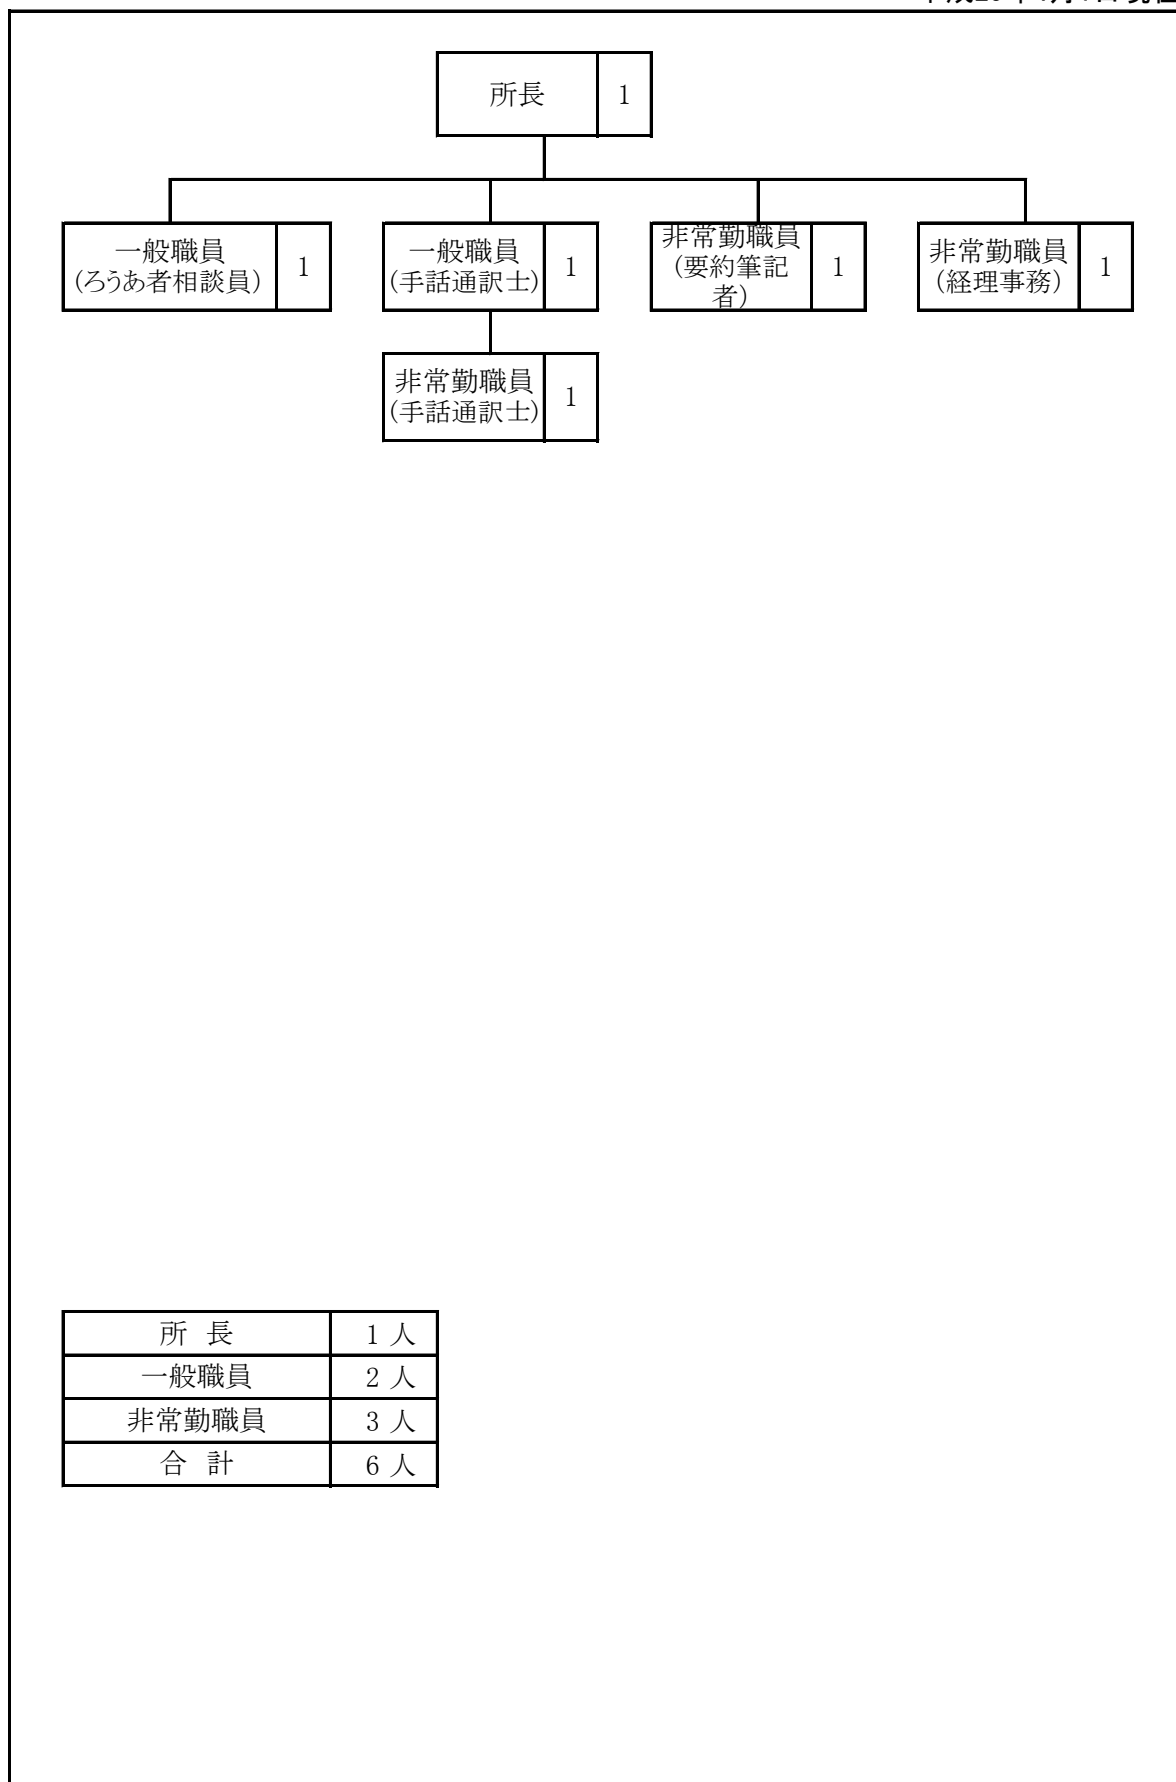 所長 1
一般職員
(ろうあ者相談員) 1
一般職員
(手話通訳士) 1
非常勤職員
(要約筆記
者) 1
非常勤職員
(経理事務) 1
非常勤職員
(手話通訳士) 1
所 長 1 人
一般職員 2 人
非常勤職員 3 人
合 計 6 人